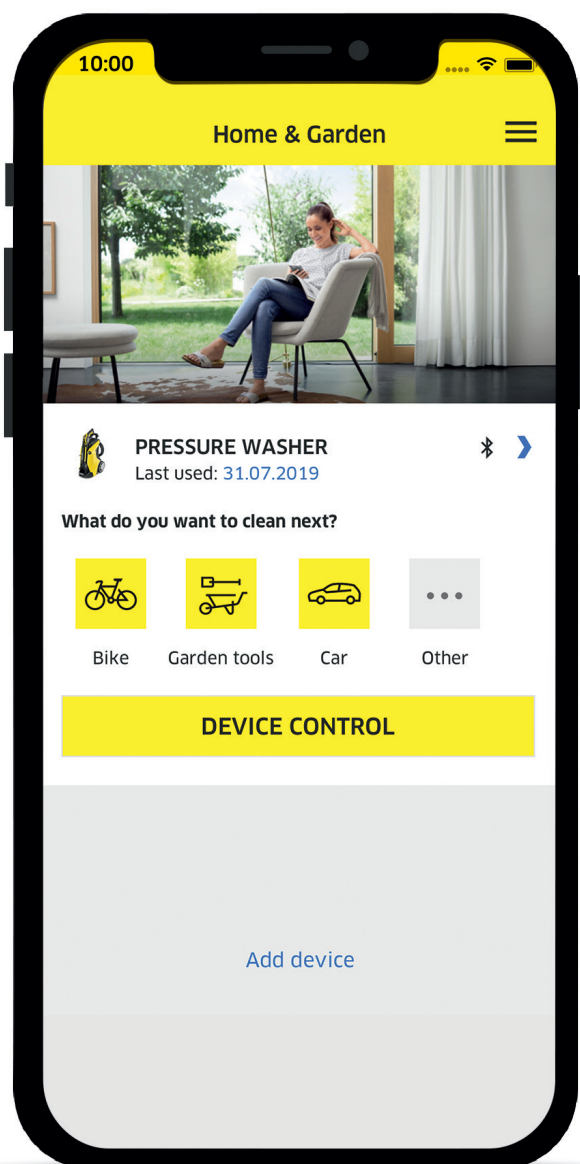 10:00
Home & Garden
PRESSURE WASHER
Last used: 31.07.2019
What do you want to clean next?
Bike Garden tools Car Other
DEVICE CONTROL
Add device